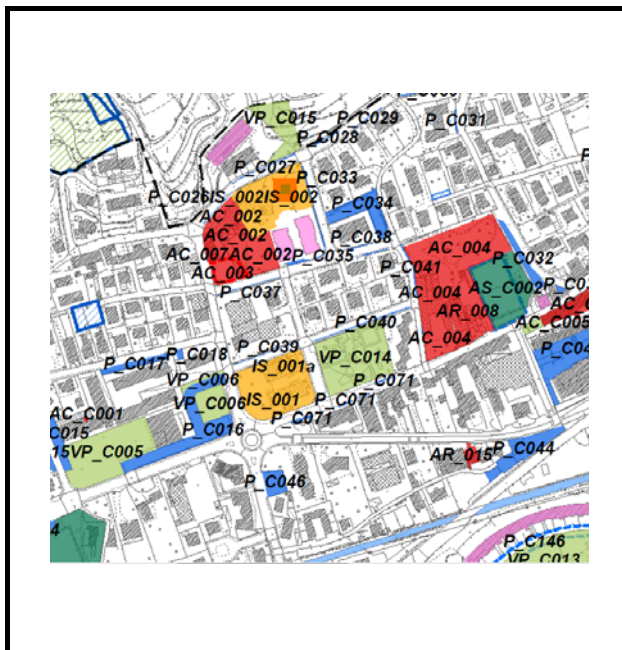 VP_C015
P_C029
P_C031
P_C028
P_C027
P_C033
P_C026IS_002IS_002
P_C034
AC_002
AC_002
P_C038
AC_004
AC_007AC_002P_C035
P_C032
AC_003
P_C041
AS_C002
P_C037
AC_004
AR_008
AC_C005
P_C040
AC_004
P_C039
P_C018
P_C017
IS_001a
VP_C014
VP_C006
P_C071
VP_C006
IS_001
P_C071
P_C071
AC_C001
C015
P_C016
15VP_C005
AR_015
P_C044
P_C046
4
P_C146
VP_C013